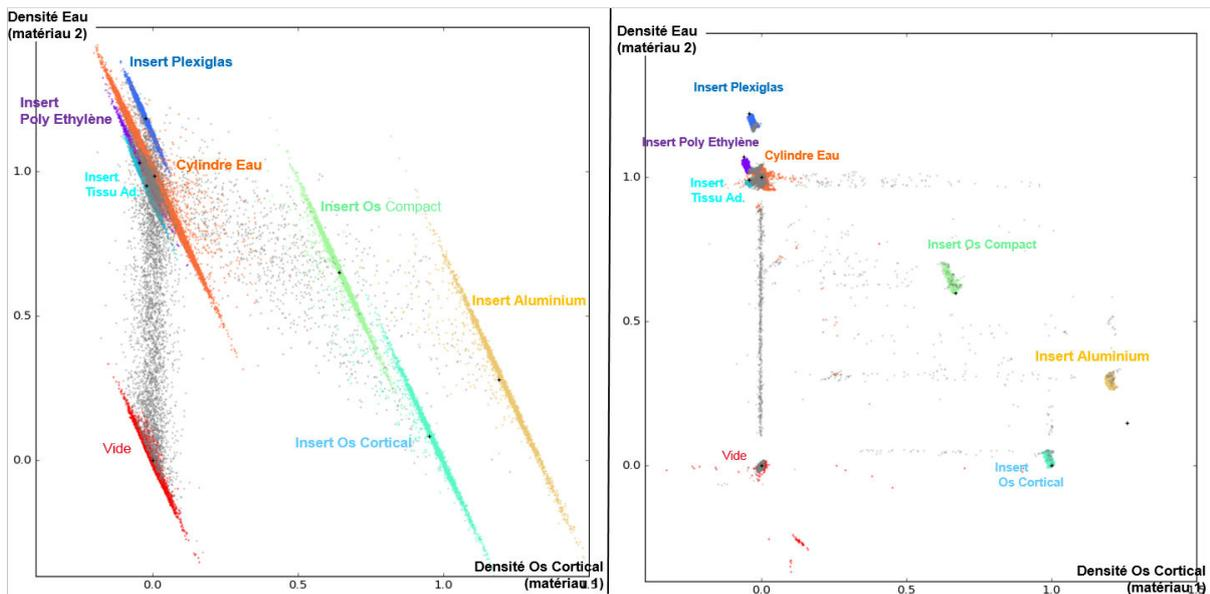 Densité Eau
(matériau 2)
Insert Plexiglas
Insert
Poly Ethylène
Cylindre Eau
1.0
Insert
Tissu Ad.
Insert Os Compact
Insert Aluminium
0.5
Insert Os Cortical
Vide
0.0
Densité Os Cortical
(matériau 1)
0.0
0.5
1.0
1.5
Densité Eau
(matériau 2)
Insert Plexiglas
Insert Poly Ethylène
Cylindre Eau
1.0
Insert
Tissu Ad.
Insert Os Compact
0.5
Insert Aluminium
Vide
0.0
Insert
Os Cortical
Densité Os Cortical
(matériau 1)
0.0
0.5
1.0